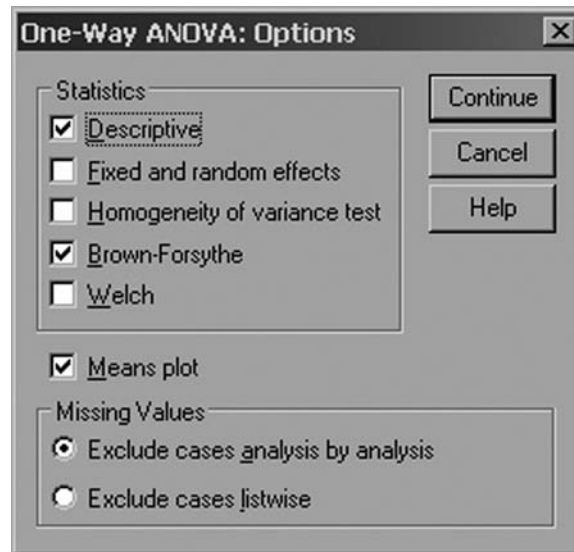 One-Way ANOVA: Options
Statistics
Descriptive
Fixed and random effects
Homogeneity of variance test
Brown-Forsythe
Welch
Means plot
Missing Values
Exclude cases analysis by analysis
Exclude cases listwise
Continue
Cancel
Help